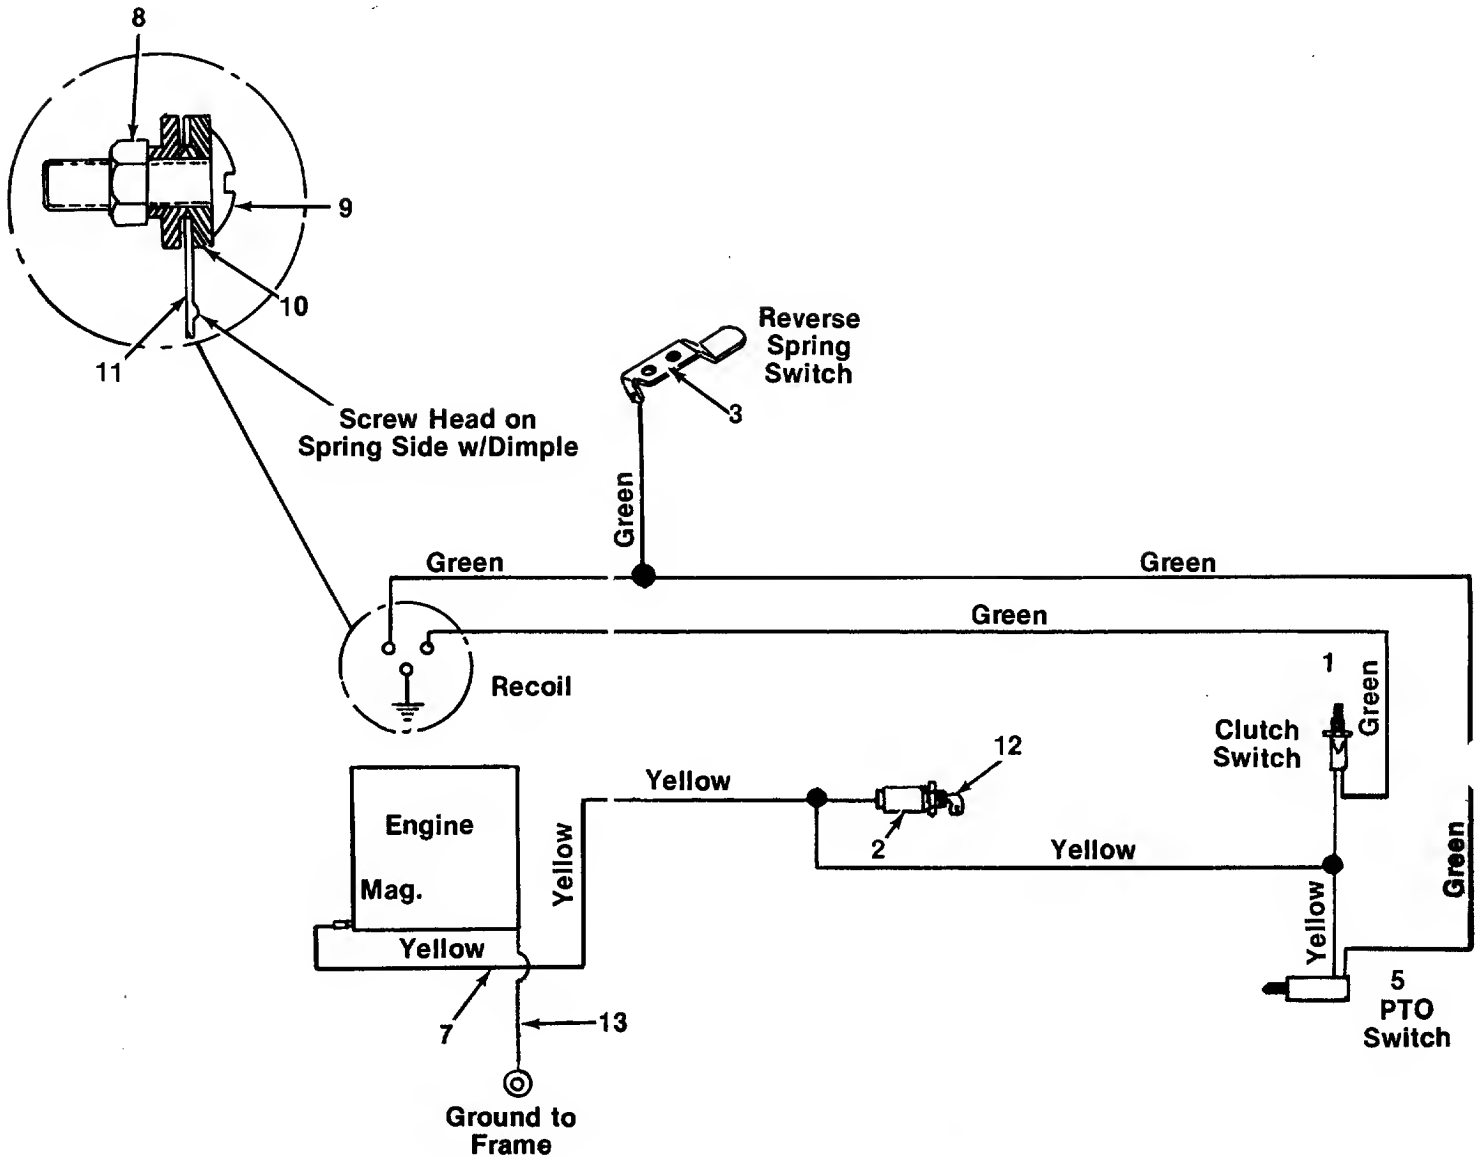 8
9
10
11
Screw Head on
Spring Side w/Dimple
Reverse
Spring
Switch
3
Green
Green
Green
Green
Recoil
1
Clutch
Switch
Green
12
2
Yellow
Engine
Mag.
Yellow
Yellow
Yellow
Yellow
Green
7
13
5
PTO
Switch
Ground to
Frame